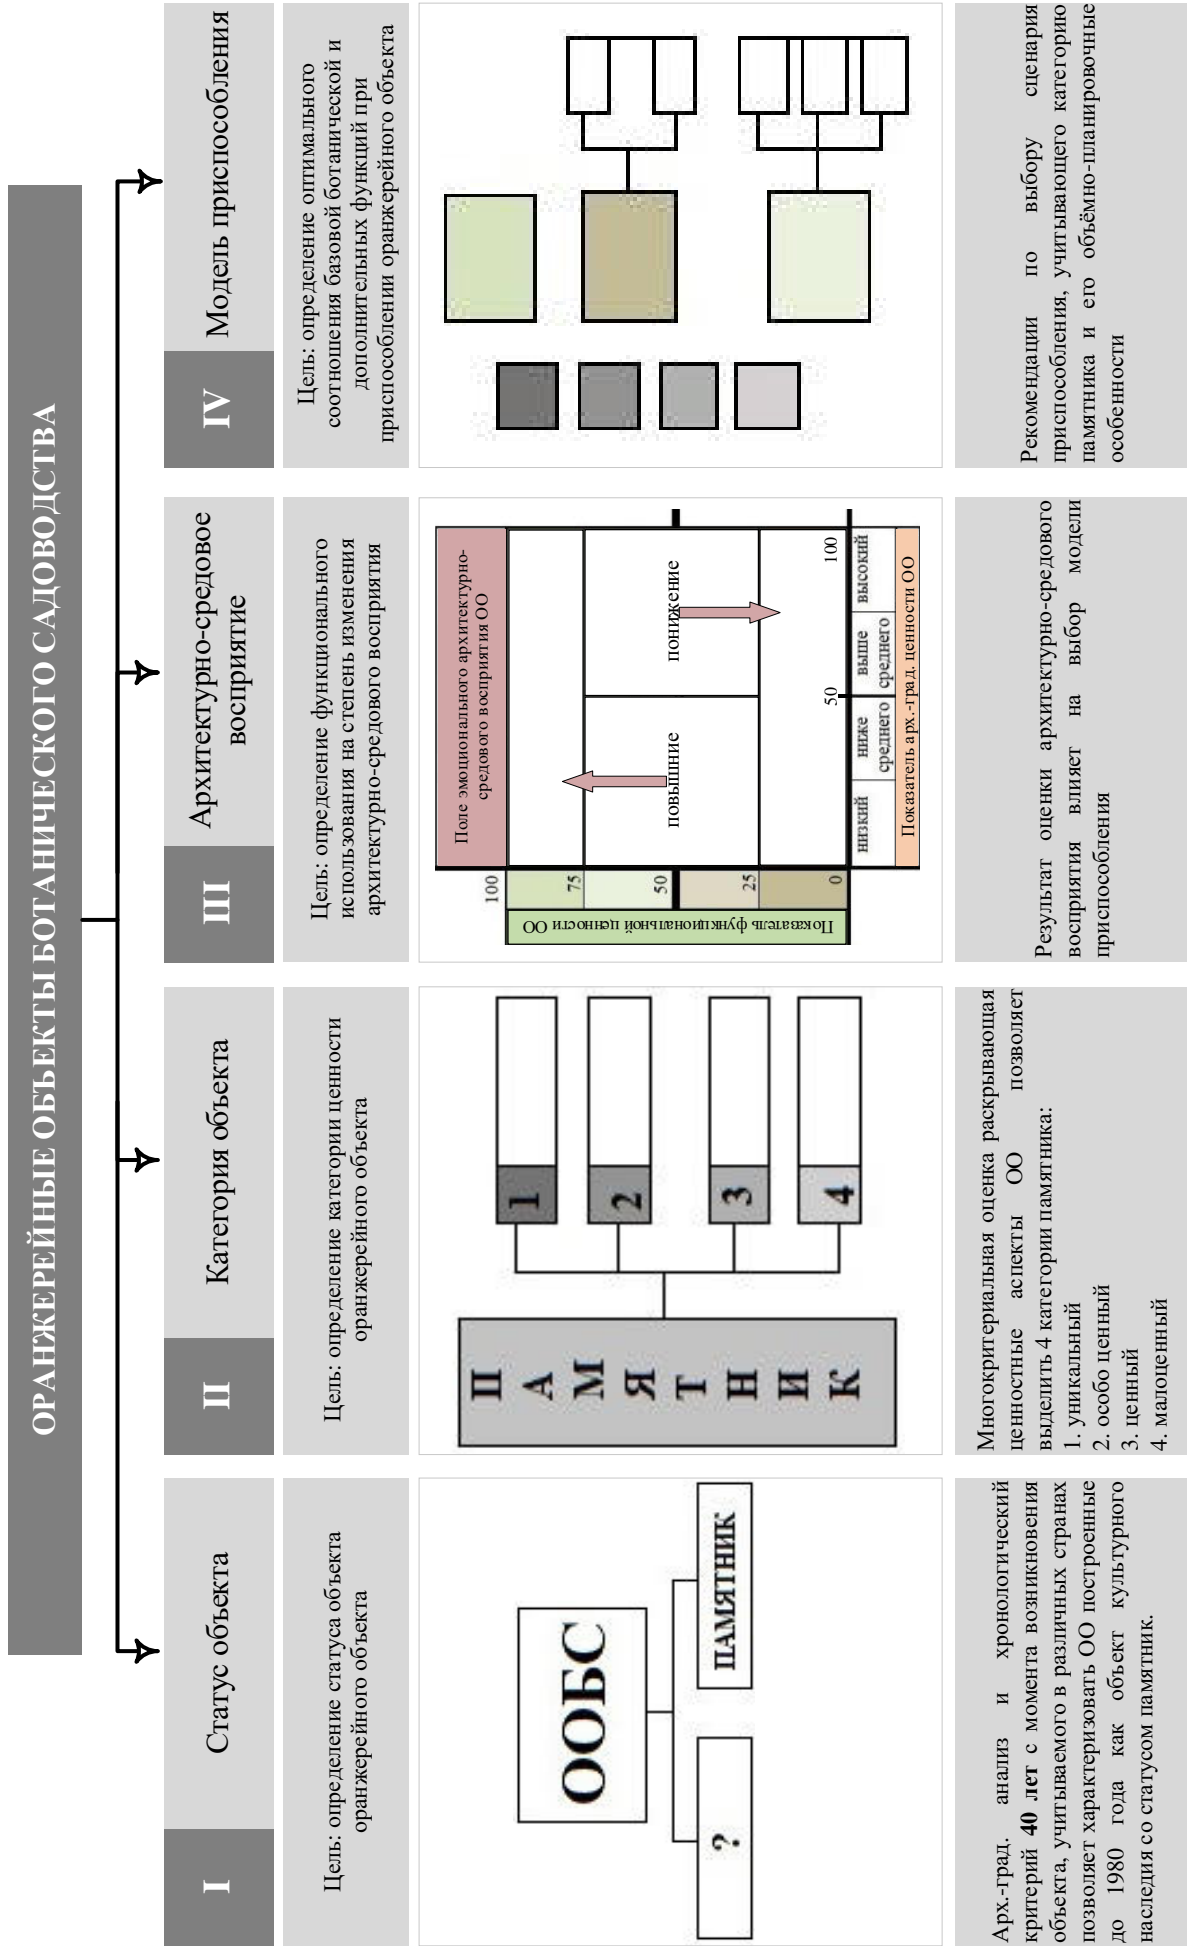 ОРАНЖЕРЕЙНЫЕ ОБЪЕКТЫ БОТАНИЧЕСКОГО САДОВОДСТВА
I
Статус объекта
Цель: определение статуса объекта
оранжерейного объекта
ООБС
?
ПАМЯТНИК
Арх.-град. анализ и хронологический
критерий 40 лет с момента возникновения
объекта, учитываемого в различных странах
позволяет характеризовать ОО построенные
до 1980 года как объект культурного
наследия со статусом памятник.
II
Категория объекта
Цель: определение категории ценности
оранжерейного объекта
П
А
М
Я
Т
Н
И
К
1
2
3
4
Многокритериальная оценка раскрывающая
ценностные аспекты ОО позволяет
выделить 4 категории памятника:
1. уникальный
2. особо ценный
3. ценный
4. малоценный
III
Архитектурно-средовое
восприятие
Цель: определение функционального
использования на степень изменения
архитектурно-средового восприятия
Поле эмоционального архитектурно-
средового восприятия ОО
Показатель функциональной ценности ОО
100
75
50
25
0
повышние
понижение
50
100
низкий
ниже
среднего
выше
среднего
высокий
Показатель арх.-град. ценности ОО
Результат оценки архитектурно-средового
восприятия влияет на выбор модели
приспособления
IV
Модель приспособления
Цель: определение оптимального
соотношения базовой ботанической и
дополнительных функций при
приспособлении оранжерейного объекта
Рекомендации по выбору сценария
приспособления, учитывающего категорию
памятника и его объёмно-планировочные
особенности